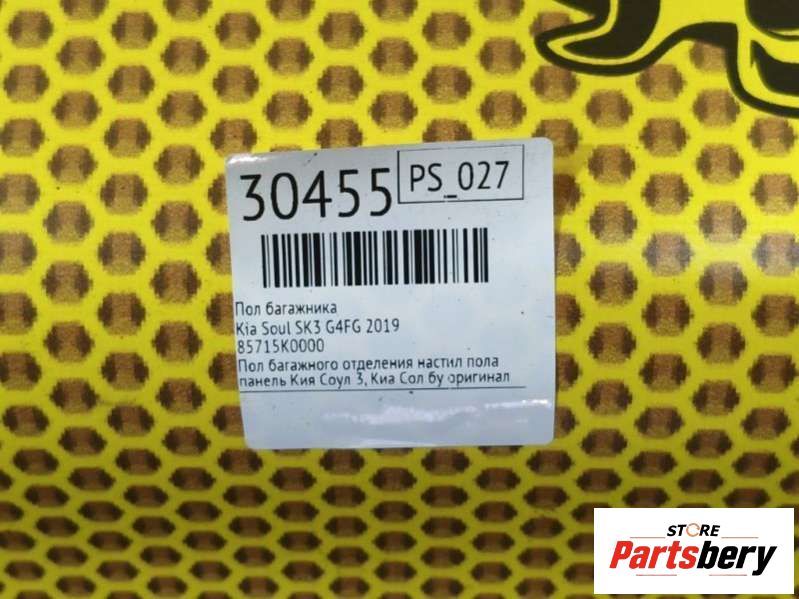 30455
PS_027
Пол багажника
Kia Soul SK3 G4FG 2019
85715K0000
Пол багажного отделения настил пола
панель Кия Соул 3, Киа Сол бу оригинал
STORE
Partsbery